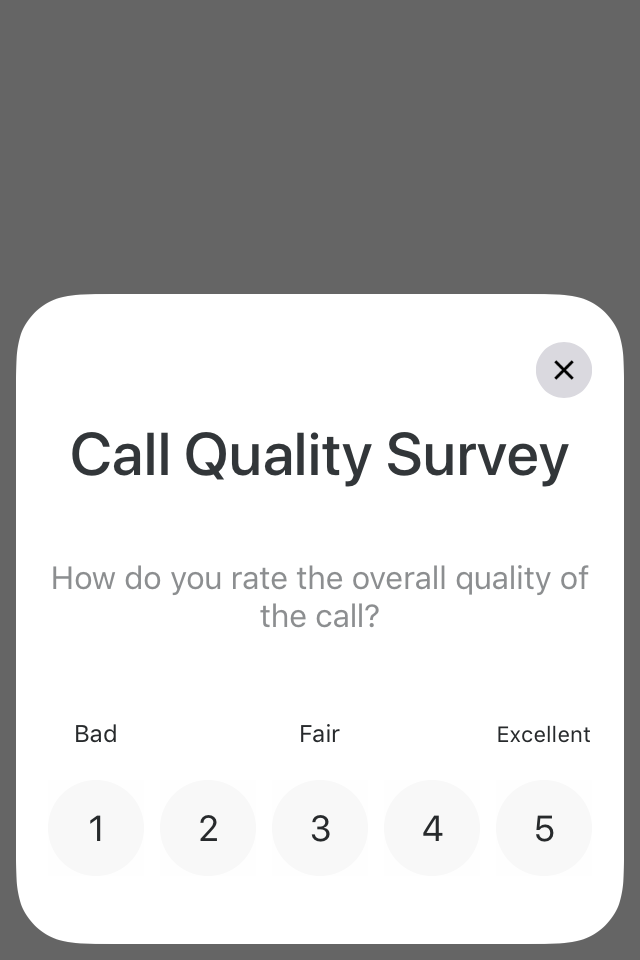 Call Quality Survey
How do you rate the overall quality of
the call?
Bad Fair Excellent
1 2 3 4 5